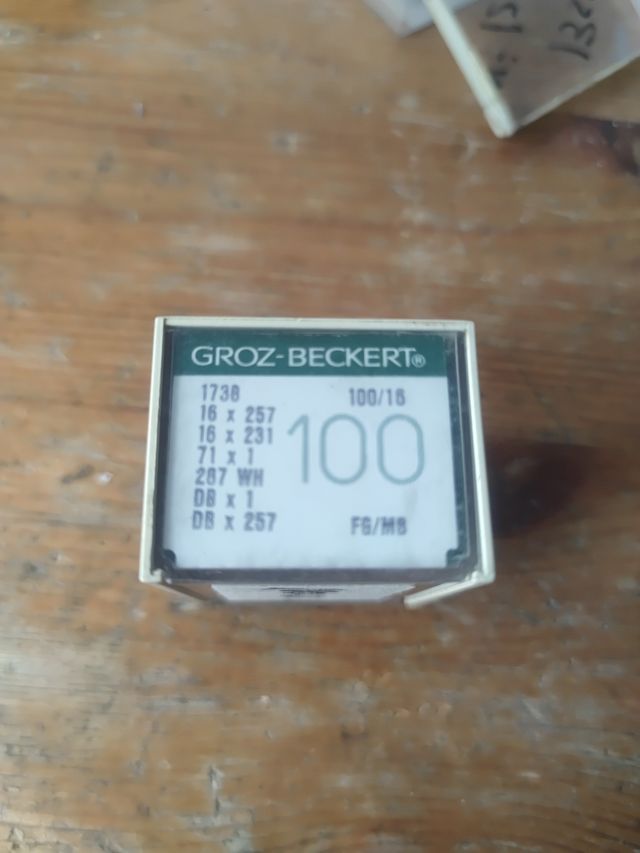 GROZ-BECKERT®
1738 100/16
16 x 257
16 x 231
71 x 1
287 WH
DB x 1
DB x 257
100
FG/MB